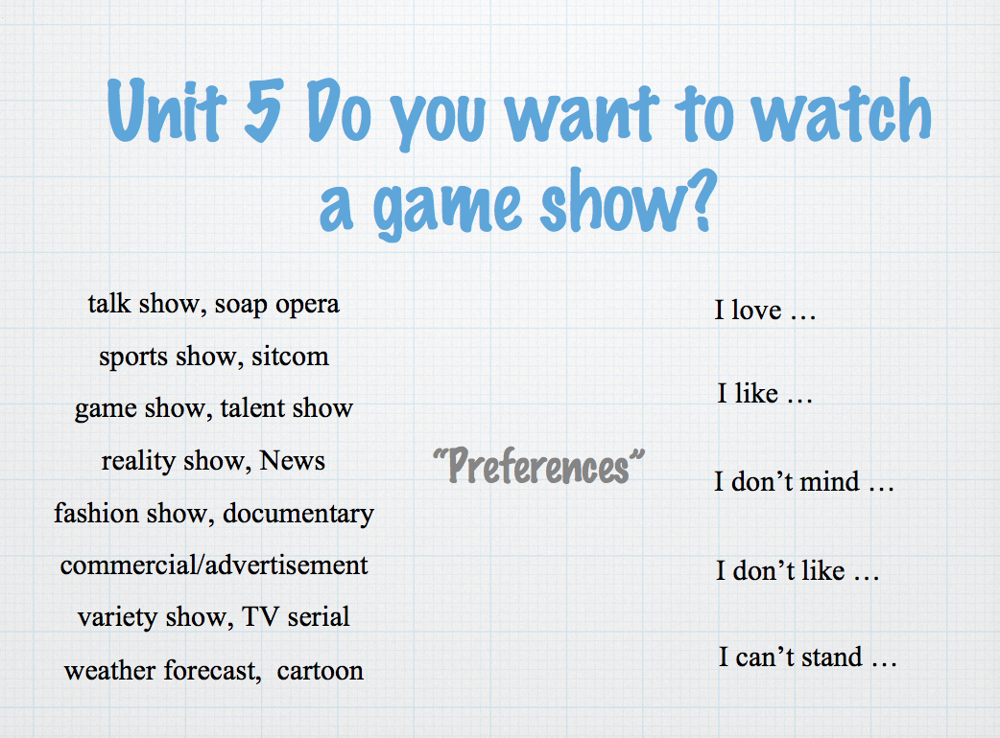 Unit 5 Do you want to watch
a game show?
talk show, soap opera
sports show, sitcom
game show, talent show
reality show, News
fashion show, documentary
commercial/advertisement
variety show, TV serial
weather forecast,  cartoon
“Preferences”
I love …
I like …
I don’t mind …
I don’t like …
I can’t stand …